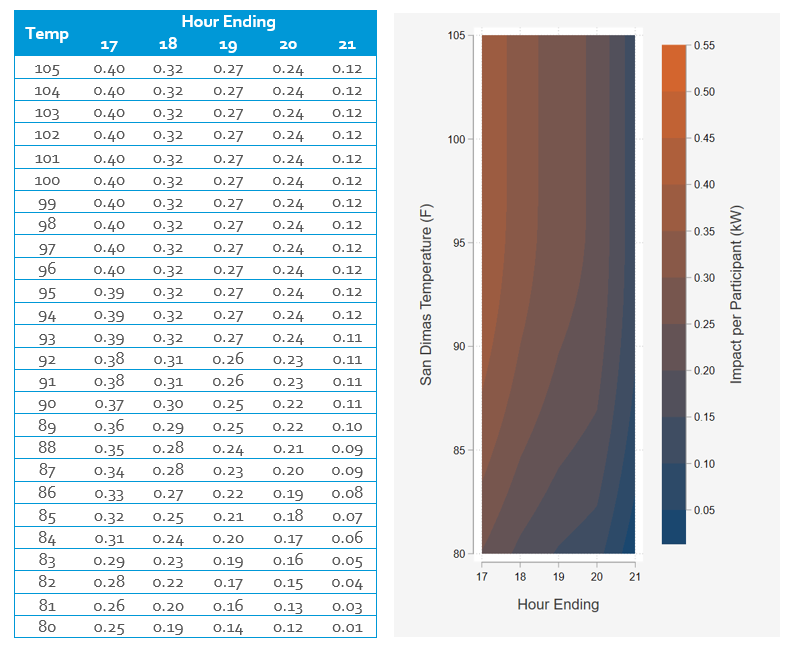 Temp Hour Ending
17 18 19 20 21
105 0.40 0.32 0.27 0.24 0.12
104 0.40 0.32 0.27 0.24 0.12
103 0.40 0.32 0.27 0.24 0.12
102 0.40 0.32 0.27 0.24 0.12
101 0.40 0.32 0.27 0.24 0.12
100 0.40 0.32 0.27 0.24 0.12
99 0.40 0.32 0.27 0.24 0.12
98 0.40 0.32 0.27 0.24 0.12
97 0.40 0.32 0.27 0.24 0.12
96 0.40 0.32 0.27 0.24 0.12
95 0.39 0.32 0.27 0.24 0.12
94 0.39 0.32 0.27 0.24 0.12
93 0.39 0.32 0.27 0.24 0.11
92 0.38 0.31 0.26 0.23 0.11
91 0.38 0.31 0.26 0.23 0.11
90 0.37 0.30 0.25 0.22 0.11
89 0.36 0.29 0.25 0.22 0.10
88 0.35 0.28 0.24 0.21 0.09
87 0.34 0.28 0.23 0.20 0.09
86 0.33 0.27 0.22 0.19 0.08
85 0.32 0.25 0.21 0.18 0.07
84 0.31 0.24 0.20 0.17 0.06
83 0.29 0.23 0.19 0.16 0.05
82 0.28 0.22 0.17 0.15 0.04
81 0.26 0.20 0.16 0.13 0.03
80 0.25 0.19 0.14 0.12 0.01
San Dimas Temperature (F)
105
100
95
90
85
80
17 18 19 20 21
Hour Ending
0.55
0.50
0.45
0.40
0.35
0.30
0.25
0.20
0.15
0.10
0.05
Impact per Participant (kW)